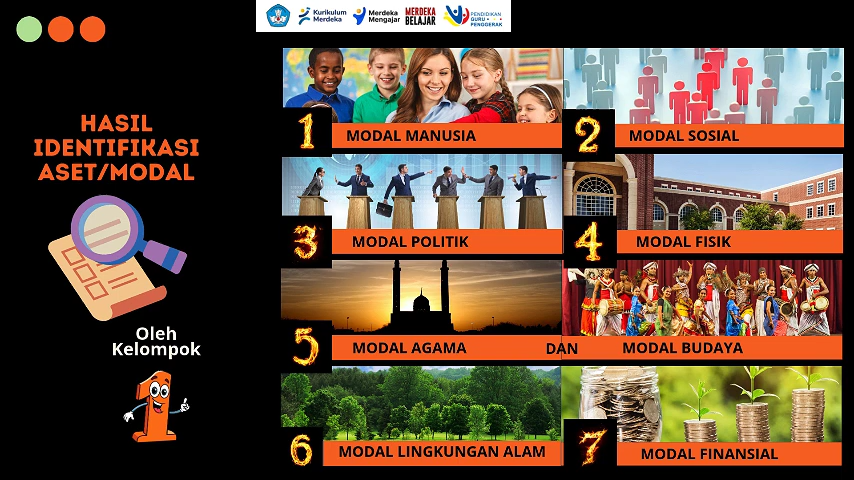 Kurikulum
Merdeka
Merdeka
Mengajar
MERDEKA
BELAJAR
PENDIDIKAN
GURU
PENGGERAK
HASIL
IDENTIFIKASI
ASET/MODAL
Oleh
Kelompok
1
1 MODAL MANUSIA
2 MODAL SOSIAL
3 MODAL POLITIK
4 MODAL FISIK
5 MODAL AGAMA DAN MODAL BUDAYA
6 MODAL LINGKUNGAN ALAM
7 MODAL FINANSIAL